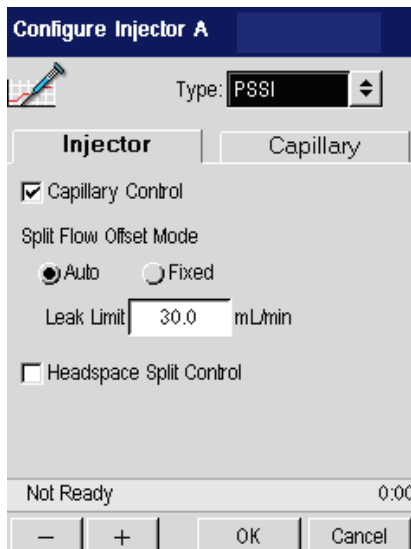 Configure Injector A
Type: PSSI
Injector Capillary
Capillary Control
Split Flow Offset Mode
Auto Fixed
Leak Limit 30.0 mL/min
Headspace Split Control
Not Ready 0:00
− + OK Cancel